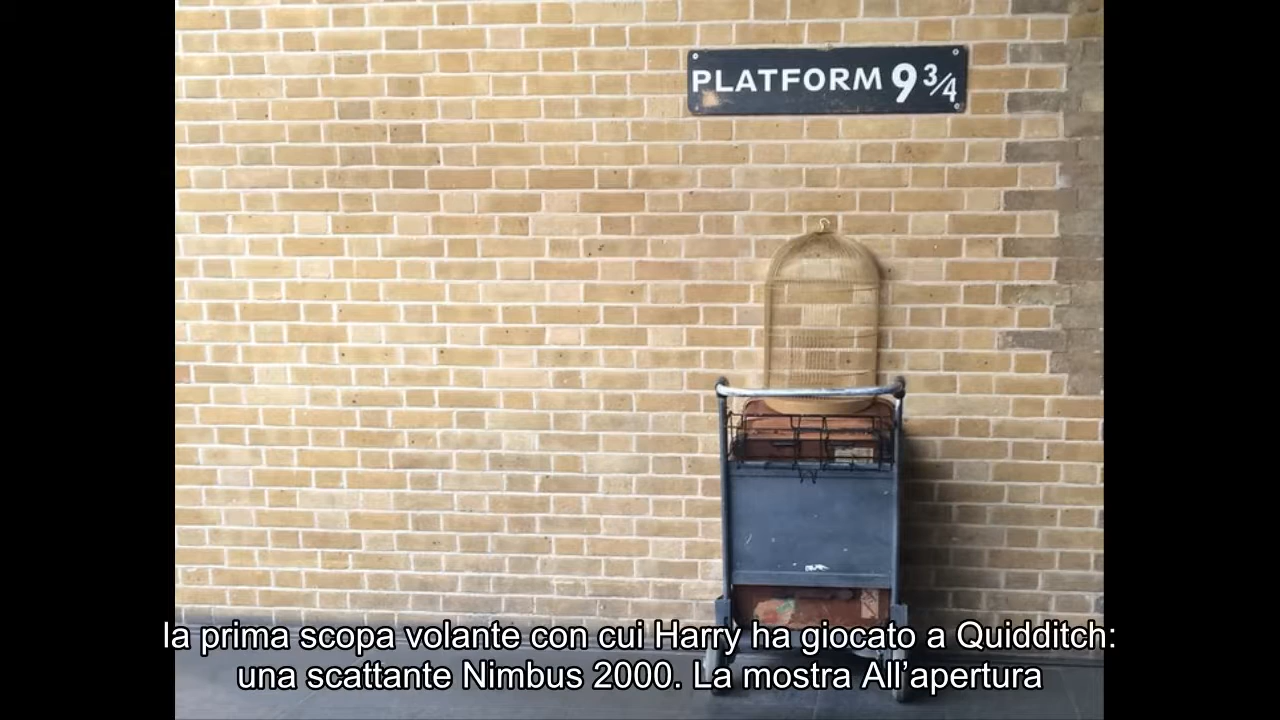 PLATFORM 9 3/4
la prima scopa volante con cui Harry ha giocato a Quidditch:
una scattante Nimbus 2000. La mostra All’apertura